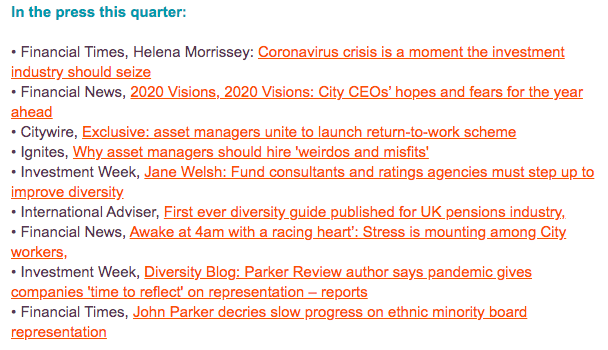 In the press this quarter:
• Financial Times, Helena Morrissey: Coronavirus crisis is a moment the investment
industry should seize
• Financial News, 2020 Visions, 2020 Visions: City CEOs’ hopes and fears for the year
ahead
• Citywire, Exclusive: asset managers unite to launch return-to-work scheme
• Ignites, Why asset managers should hire 'weirdos and misfits'
• Investment Week, Jane Welsh: Fund consultants and ratings agencies must step up to
improve diversity
• International Adviser, First ever diversity guide published for UK pensions industry,
• Financial News, Awake at 4am with a racing heart’: Stress is mounting among City
workers,
• Investment Week, Diversity Blog: Parker Review author says pandemic gives
companies 'time to reflect' on representation – reports
• Financial Times, John Parker decries slow progress on ethnic minority board
representation